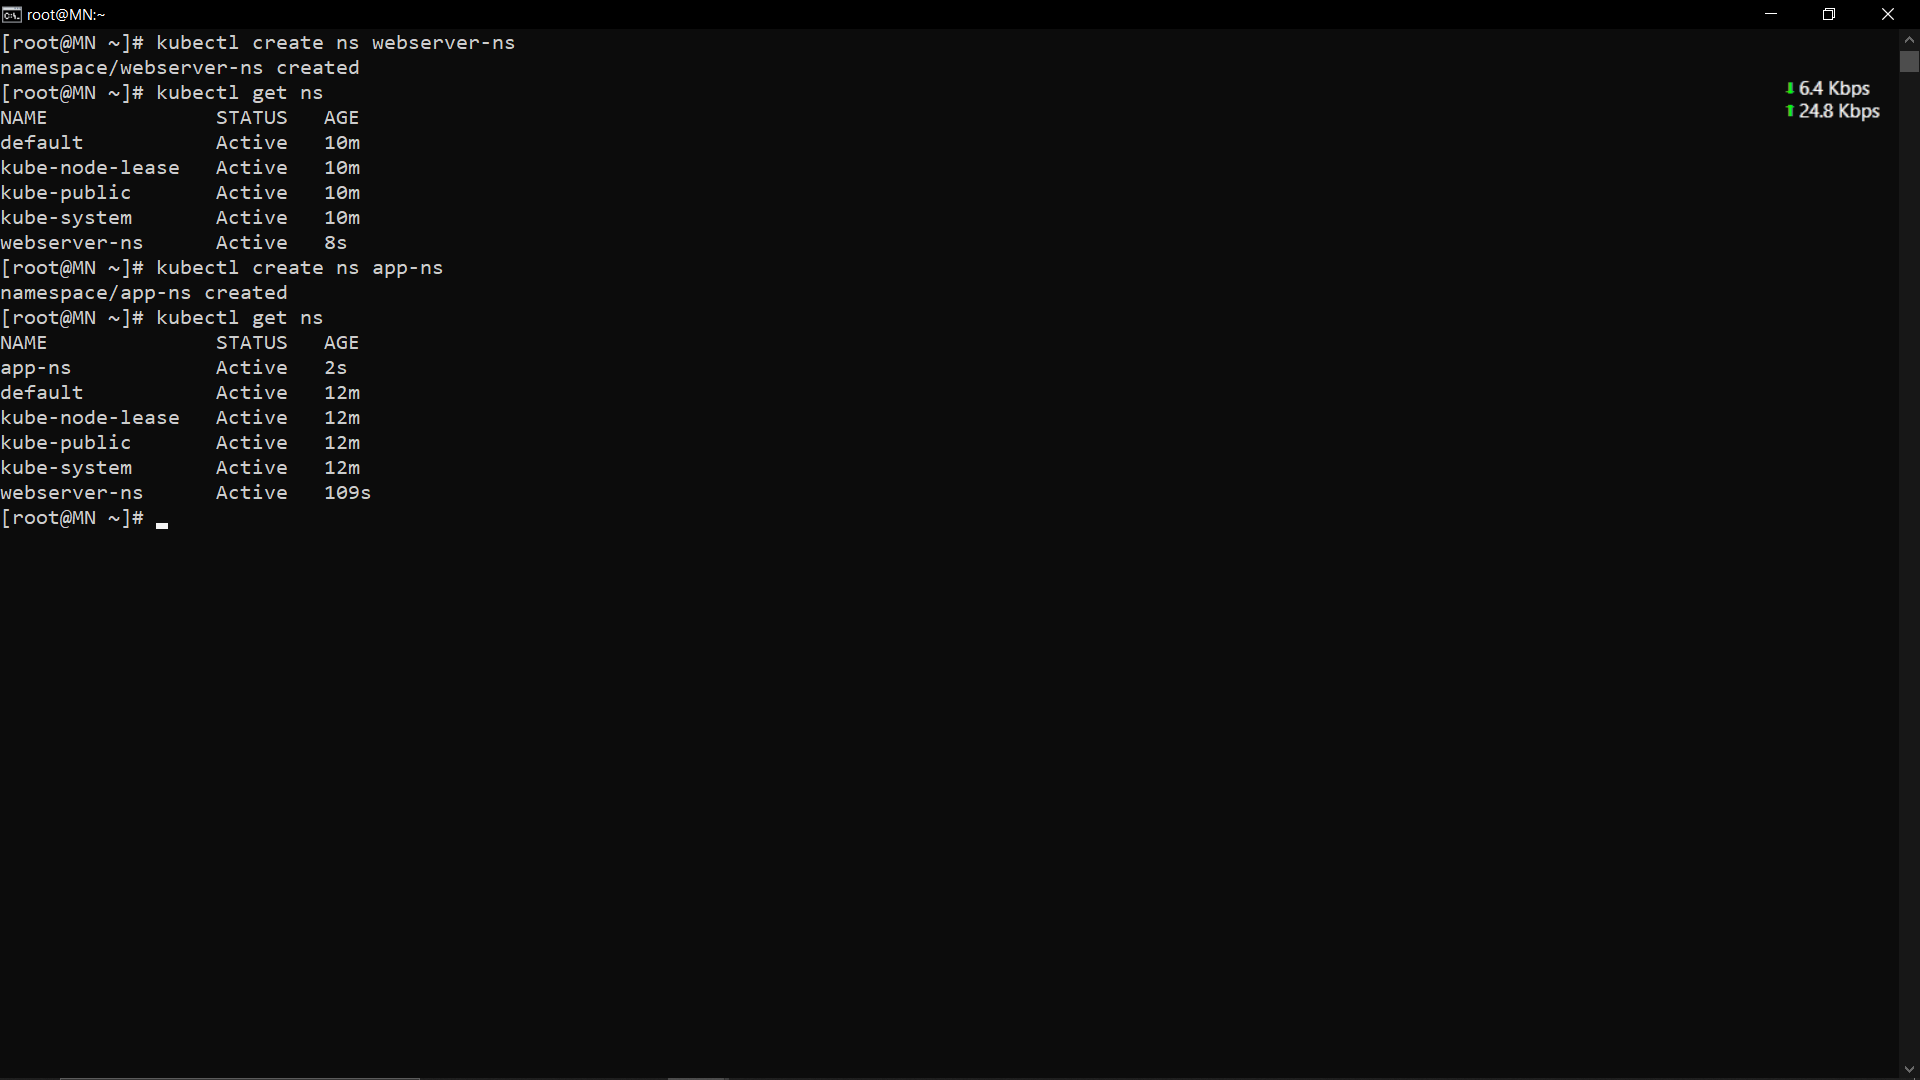 root@MN:~
[root@MN ~]# kubectl create ns webserver-ns
namespace/webserver-ns created
[root@MN ~]# kubectl get ns
NAME              STATUS   AGE
default           Active   10m
kube-node-lease   Active   10m
kube-public       Active   10m
kube-system       Active   10m
webserver-ns      Active   8s
[root@MN ~]# kubectl create ns app-ns
namespace/app-ns created
[root@MN ~]# kubectl get ns
NAME              STATUS   AGE
app-ns            Active   2s
default           Active   12m
kube-node-lease   Active   12m
kube-public       Active   12m
kube-system       Active   12m
webserver-ns      Active   109s
[root@MN ~]#
6.4 Kbps
24.8 Kbps